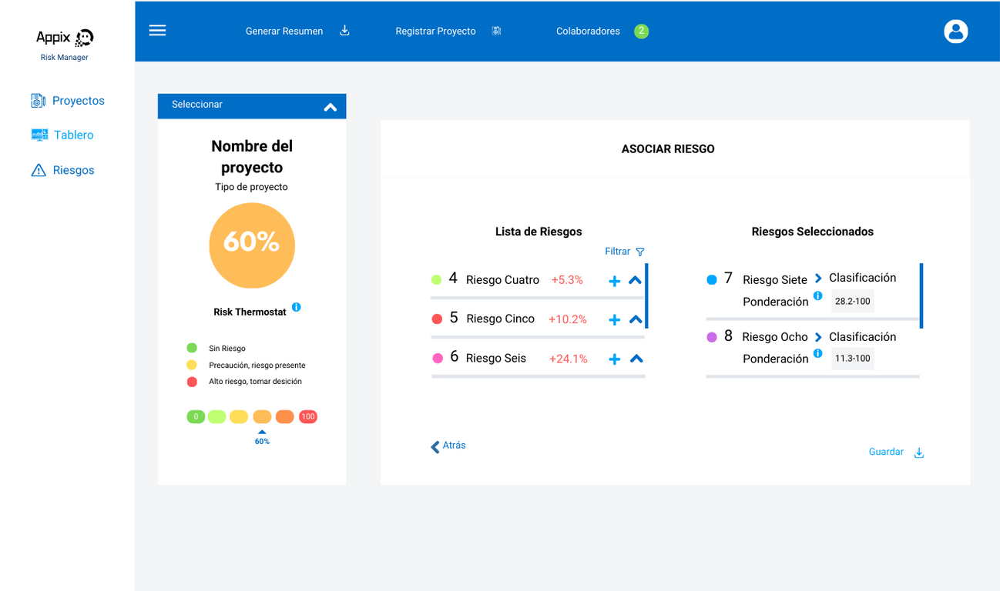 Appix
Risk Manager
Generar Resumen
Registrar Proyecto
Colaboradores 2
Proyectos
Tablero
Riesgos
Seleccionar
Nombre del
proyecto
Tipo de proyecto
60%
Risk Thermostat
Sin Riesgo
Precaución, riesgo presente
Alto riesgo, tomar desición
0 100
60%
ASOCIAR RIESGO
Lista de Riesgos
Filtrar
4 Riesgo Cuatro +5.3%
5 Riesgo Cinco +10.2%
6 Riesgo Seis +24.1%
Atrás
Riesgos Seleccionados
7 Riesgo Siete Clasificación
Ponderación 28.2-100
8 Riesgo Ocho Clasificación
Ponderación 11.3-100
Guardar